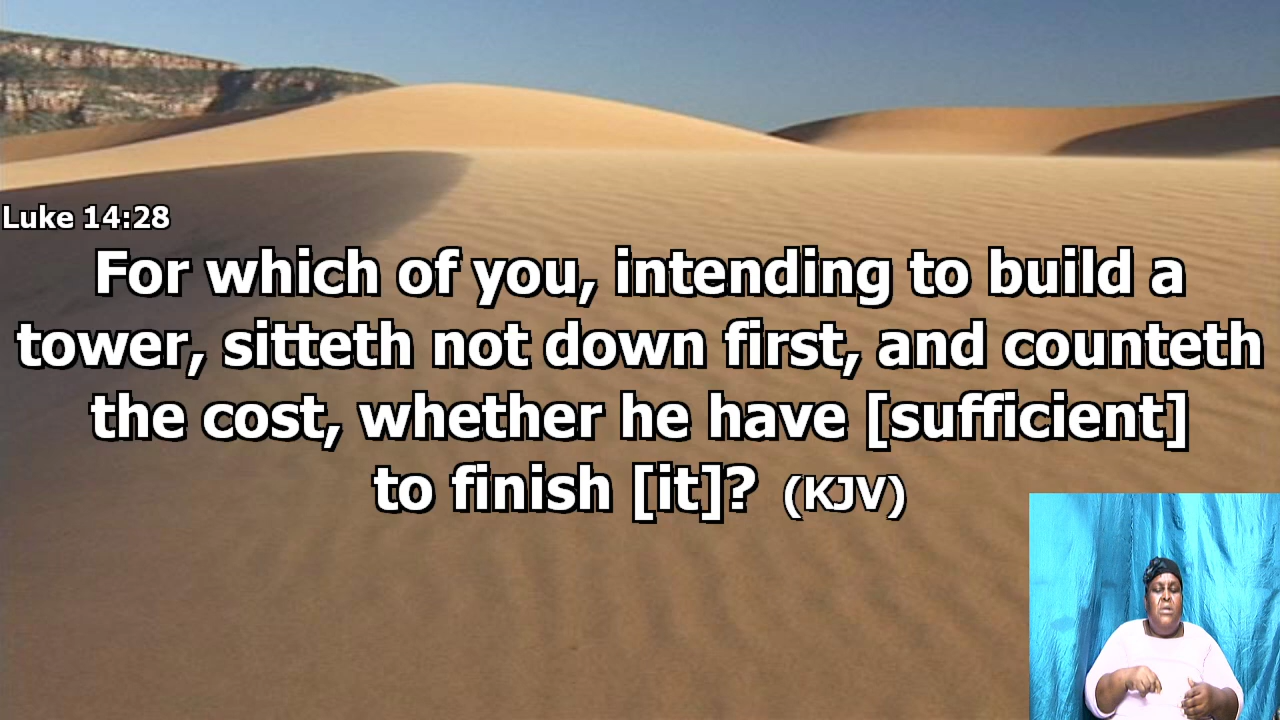 Luke 14:28
For which of you, intending to build a
tower, sitteth not down first, and counteth
the cost, whether he have [sufficient]
to finish [it]? (KJV)